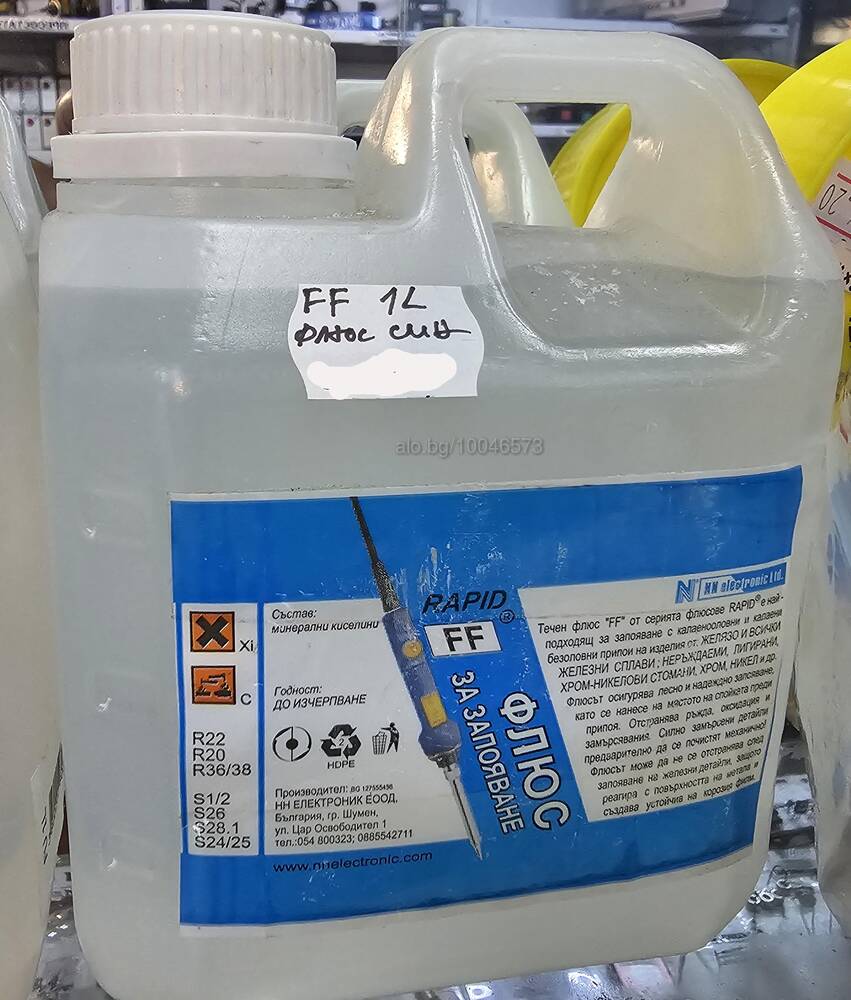 FF 1L
ФЛЮС СИН
alo.bg/10046573
NN electronic Ltd.
RAPID®
FF
ФЛЮС
ЗА ЗАПОЯВАНЕ
Xi
C
R22
R20
R36/38
S1/2
S26
S28.1
S24/25
Състав:
минерални киселини
Годност:
ДО ИЗЧЕРПВАНЕ
2
HDPE
Производител: BG 127555496
НН ЕЛЕКТРОНИК ЕООД,
България, гр. Шумен,
ул. Цар Освободител 1
тел.:054 800323; 0885542711
www.nnelectronic.com
Течен флюс "FF" от серията флюсове RAPID® е най-
подходящ за запояване с калаеноолoвни и калаени
безоловни припои на изделия от: ЖЕЛЯЗО И ВСИЧКИ
ЖЕЛЕЗНИ СПЛАВИ; НЕРЪЖДАЕМИ, ЛИГИРАНИ,
ХРОМ-НИКЕЛОВИ СТОМАНИ, ХРОМ, НИКЕЛ и др.
Флюсът осигурява лесно и надеждно запояване,
като се нанесе на мястото на спойката преди
припоя. Отстранява ръжда, оксидация и
замърсявания. Силно замърсени детайли
предварително да се почистят механично!
Флюсът може да не се отстранява след
запояване на железни детайли, защото
реагира с повърхността на метала и
създава устойчив на корозия филм.